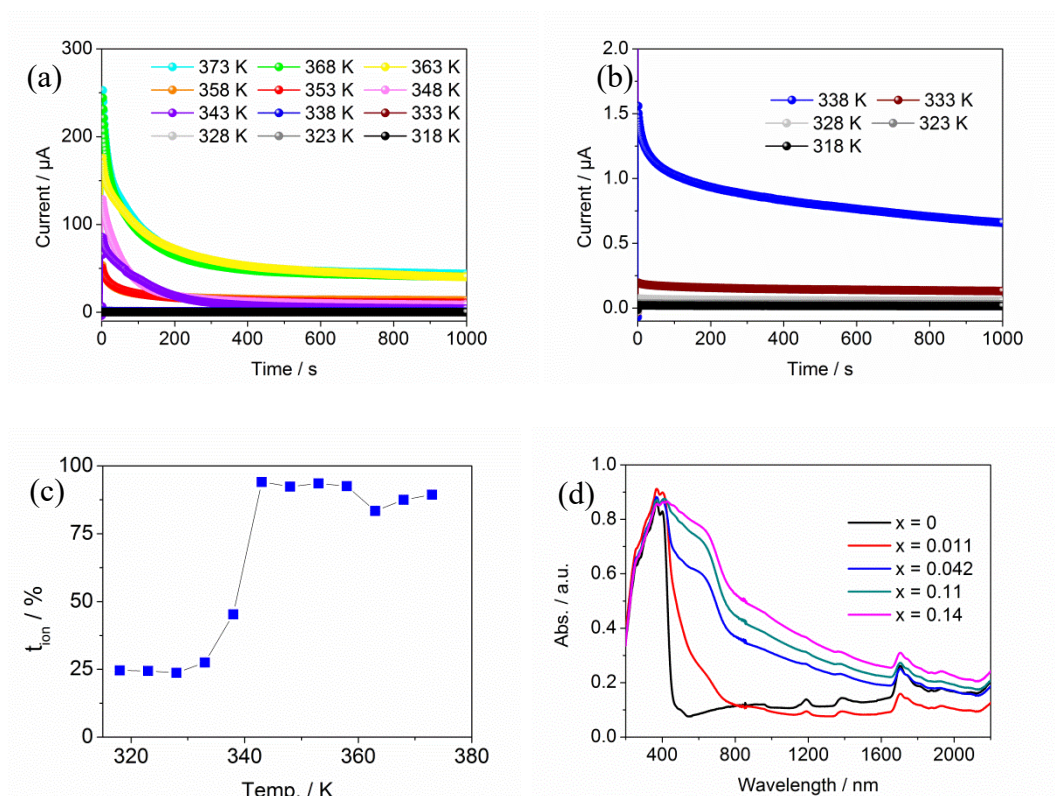 (a)
300
200
100
0
Current / µA
373 K 368 K 363 K
358 K 353 K 348 K
343 K 338 K 333 K
328 K 323 K 318 K
0 200 400 600 800 1000
Time / s
(b)
2.0
1.5
1.0
0.5
0.0
Current / µA
338 K 333 K
328 K 323 K
318 K
0 200 400 600 800 1000
Time / s
(c)
100
75
50
25
0
t_ion / %
320 340 360 380
Temp. / K
(d)
1.0
0.8
0.6
0.4
0.2
0.0
Abs. / a.u.
x = 0
x = 0.011
x = 0.042
x = 0.11
x = 0.14
400 800 1200 1600 2000
Wavelength / nm